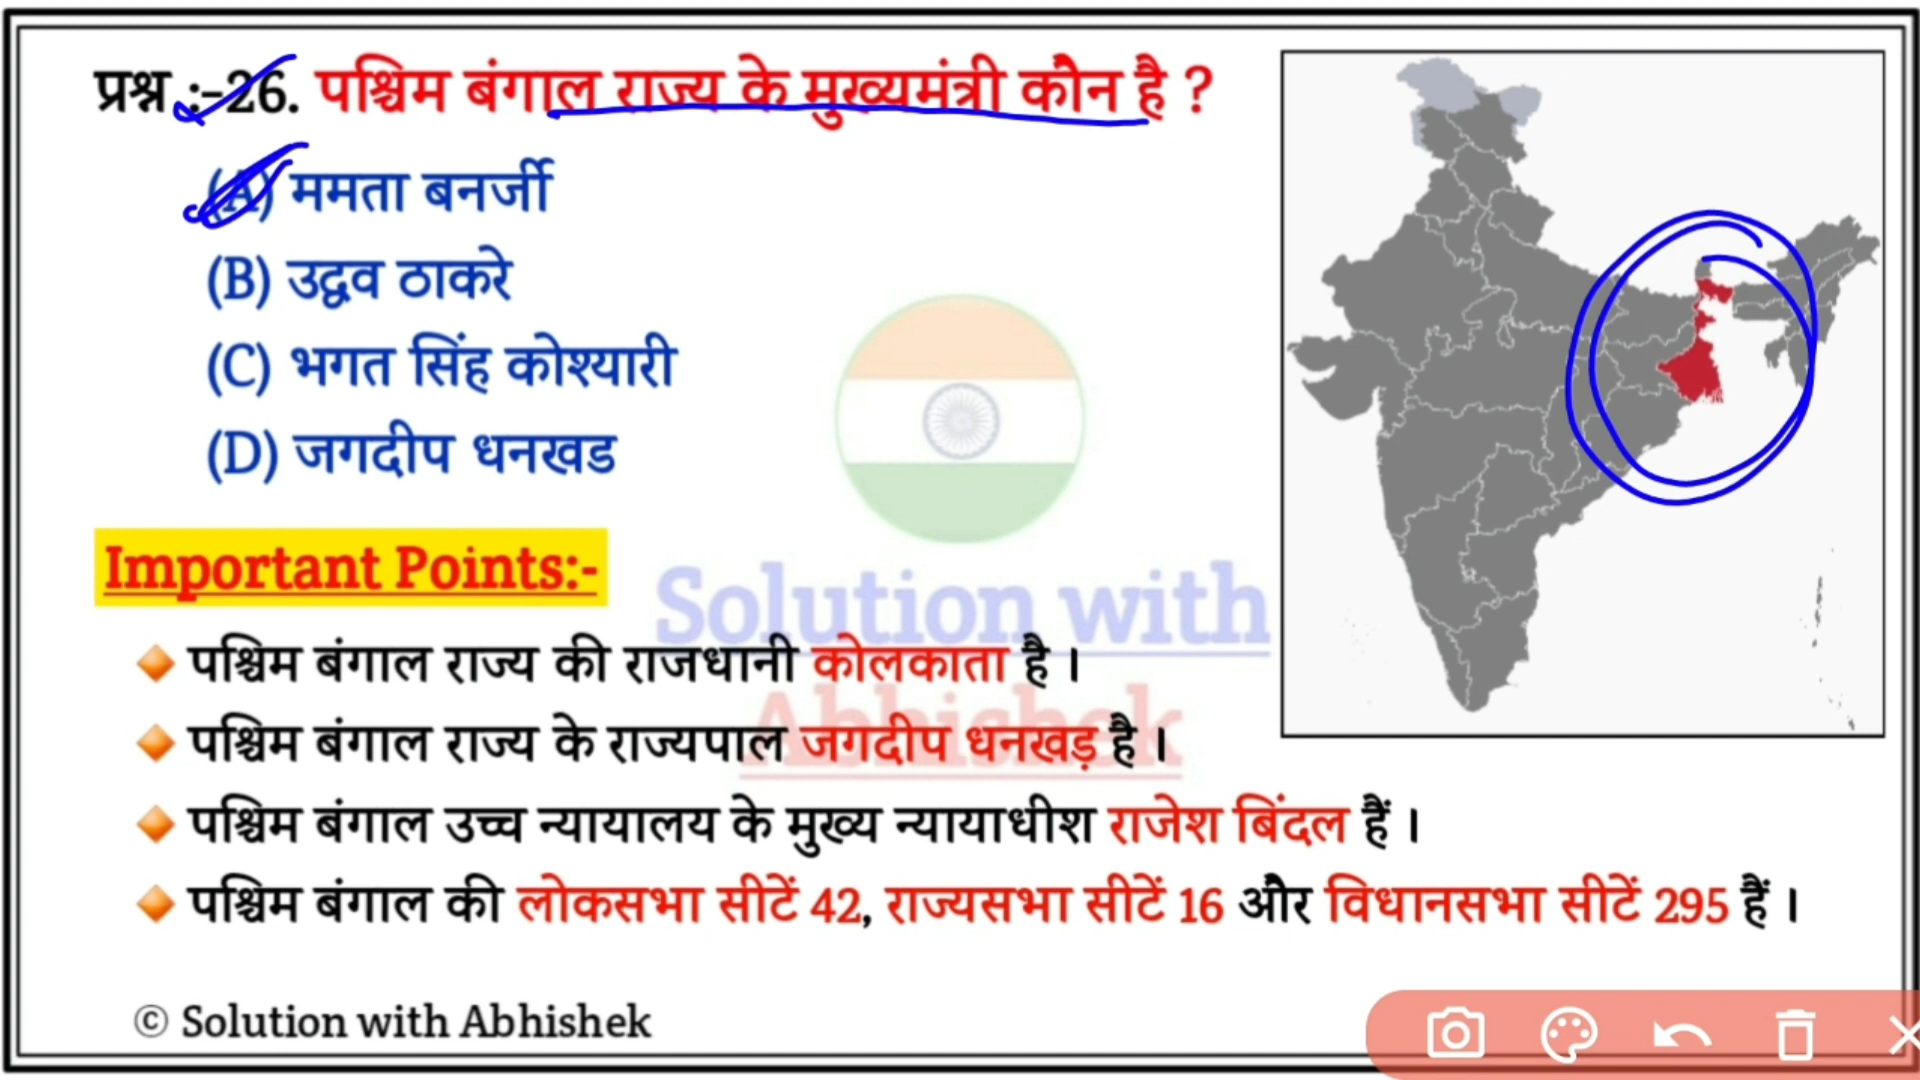 प्रश्न :-26. पश्चिम बंगाल राज्य के मुख्यमंत्री कौन है ?
(A) ममता बनर्जी
(B) उद्धव ठाकरे
(C) भगत सिंह कोश्यारी
(D) जगदीप धनखड
Important Points:-
Solution with
Abhishek
पश्चिम बंगाल राज्य की राजधानी कोलकाता है ।
पश्चिम बंगाल राज्य के राज्यपाल जगदीप धनखड़ है ।
पश्चिम बंगाल उच्च न्यायालय के मुख्य न्यायाधीश राजेश बिंदल हैं ।
पश्चिम बंगाल की लोकसभा सीटें 42, राज्यसभा सीटें 16 और विधानसभा सीटें 295 हैं ।
© Solution with Abhishek